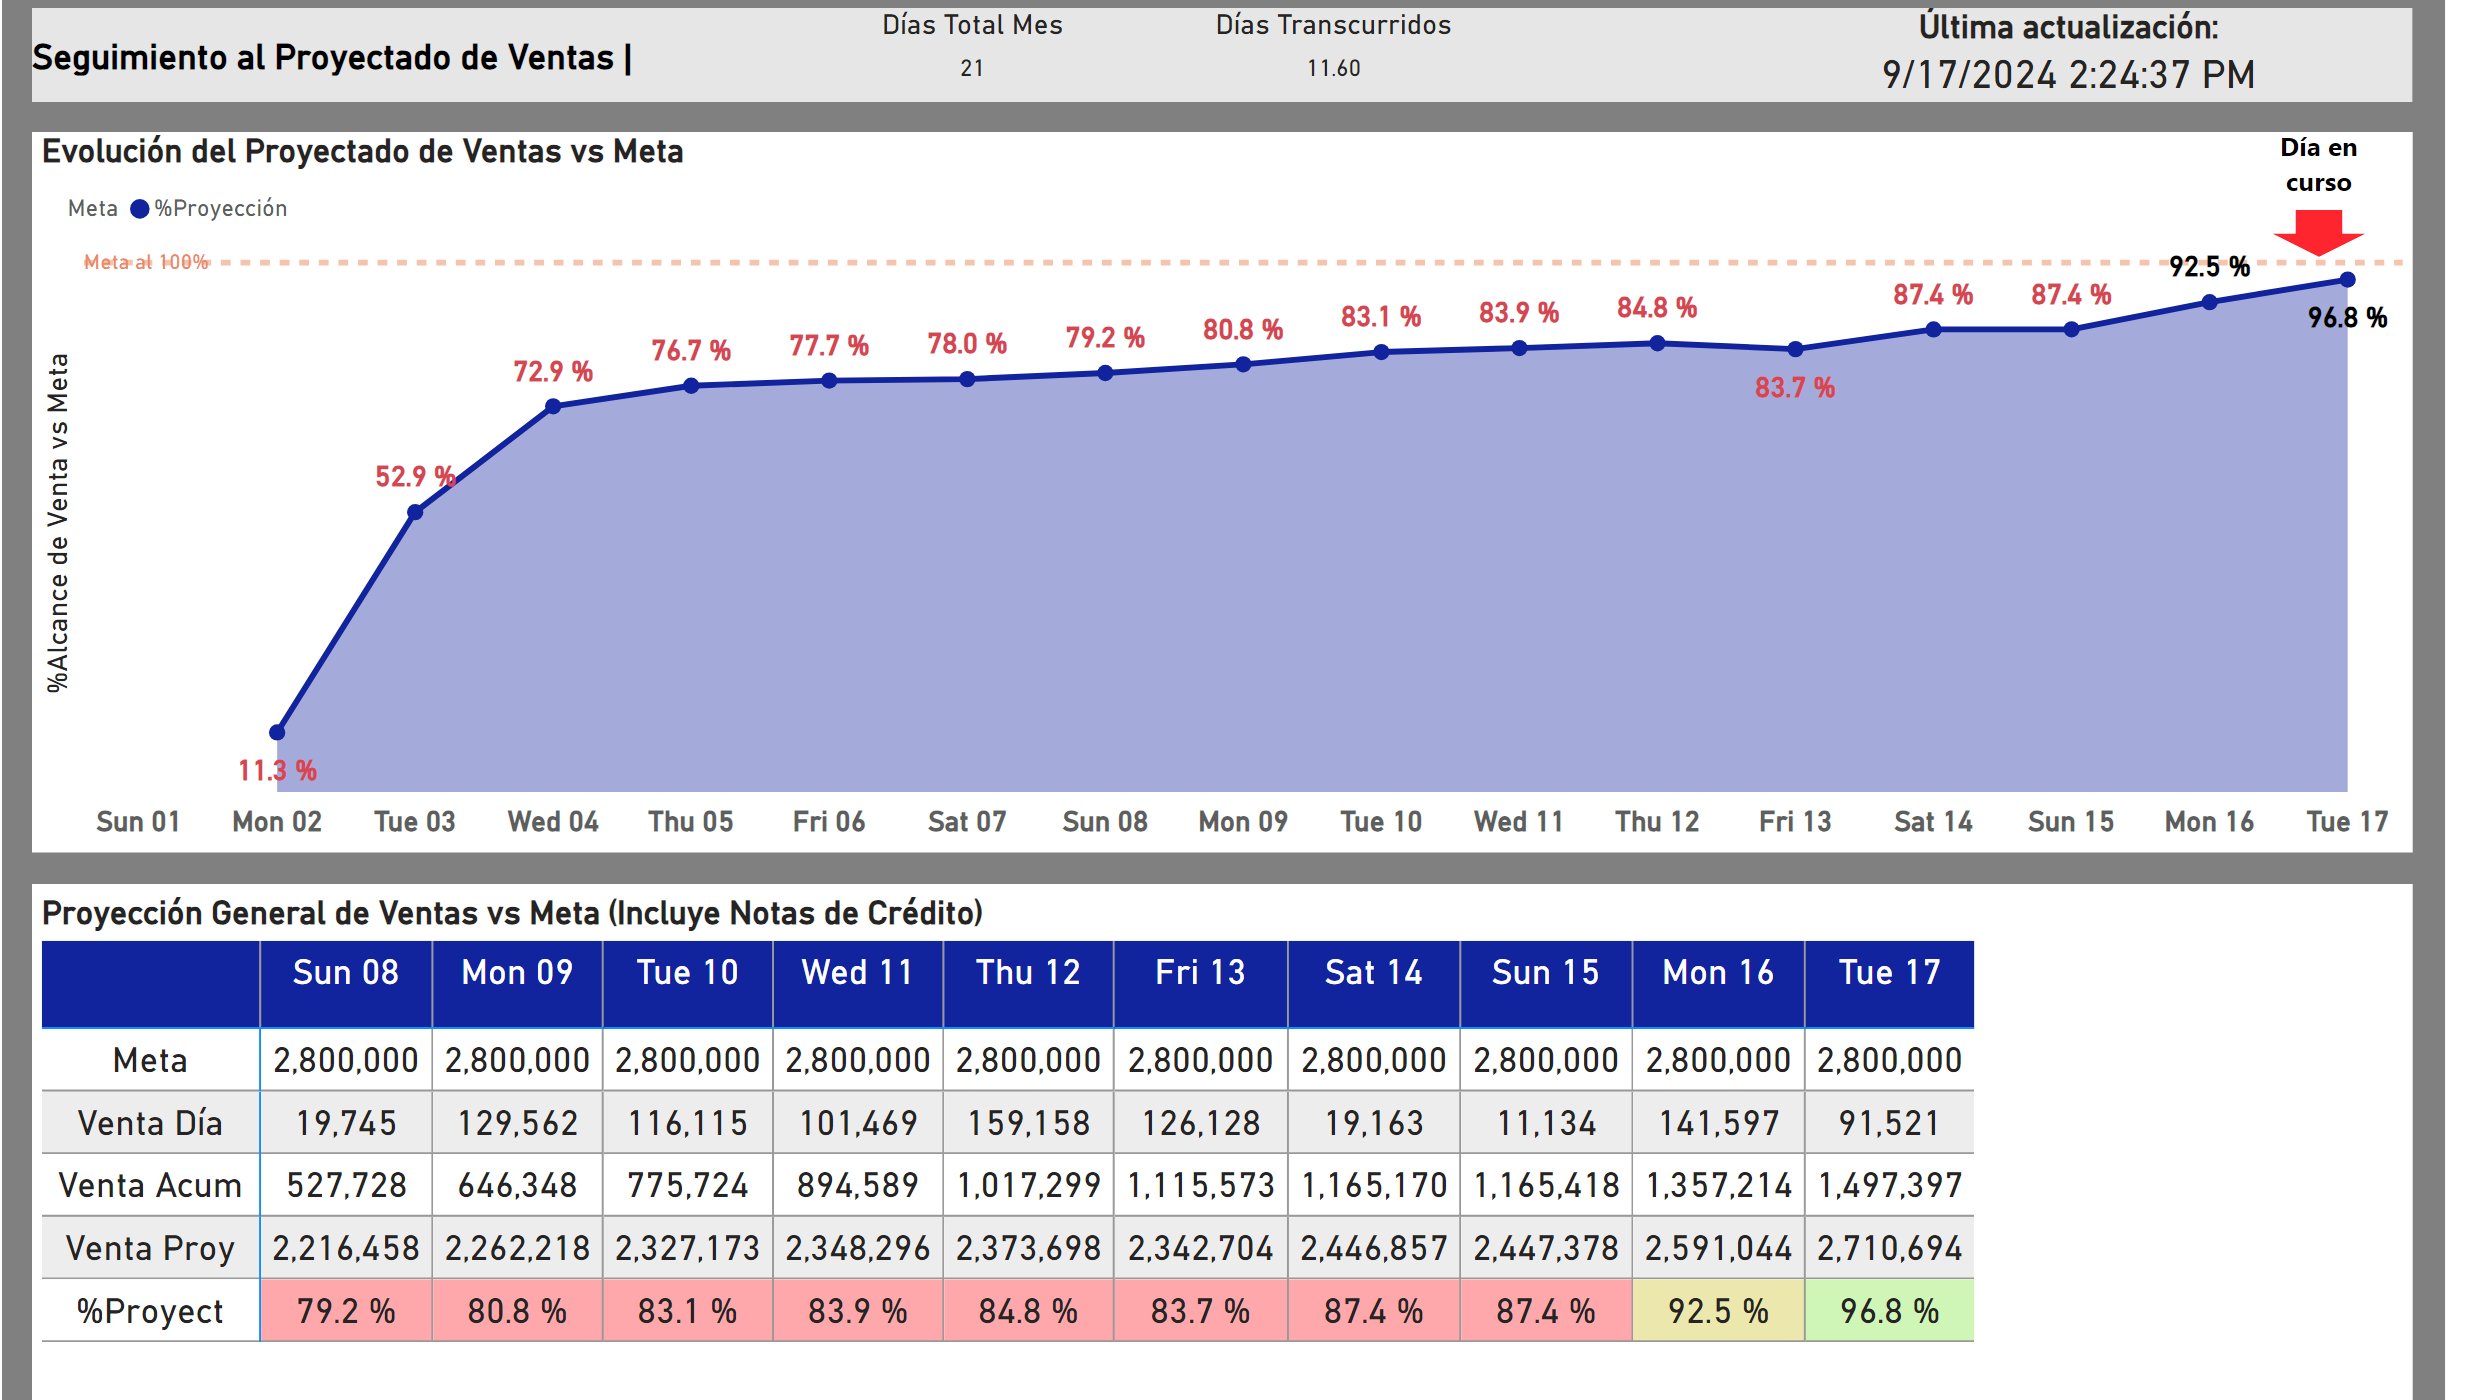 Seguimiento al Proyectado de Ventas |
Días Total Mes
21
Días Transcurridos
11.60
Última actualización:
9/17/2024 2:24:37 PM
Evolución del Proyectado de Ventas vs Meta
Día en
curso
Meta %Proyección
Meta al 100%
%Alcance de Venta vs Meta
11.3 %
52.9 %
72.9 %
76.7 %
77.7 %
78.0 %
79.2 %
80.8 %
83.1 %
83.9 %
84.8 %
83.7 %
87.4 %
87.4 %
92.5 %
96.8 %
Sun 01 Mon 02 Tue 03 Wed 04 Thu 05 Fri 06 Sat 07 Sun 08 Mon 09 Tue 10 Wed 11 Thu 12 Fri 13 Sat 14 Sun 15 Mon 16 Tue 17
Proyección General de Ventas vs Meta (Incluye Notas de Crédito)
Sun 08 Mon 09 Tue 10 Wed 11 Thu 12 Fri 13 Sat 14 Sun 15 Mon 16 Tue 17
Meta 2,800,000 2,800,000 2,800,000 2,800,000 2,800,000 2,800,000 2,800,000 2,800,000 2,800,000 2,800,000
Venta Día 19,745 129,562 116,115 101,469 159,158 126,128 19,163 11,134 141,597 91,521
Venta Acum 527,728 646,348 775,724 894,589 1,017,299 1,115,573 1,165,170 1,165,418 1,357,214 1,497,397
Venta Proy 2,216,458 2,262,218 2,327,173 2,348,296 2,373,698 2,342,704 2,446,857 2,447,378 2,591,044 2,710,694
%Proyect 79.2 % 80.8 % 83.1 % 83.9 % 84.8 % 83.7 % 87.4 % 87.4 % 92.5 % 96.8 %